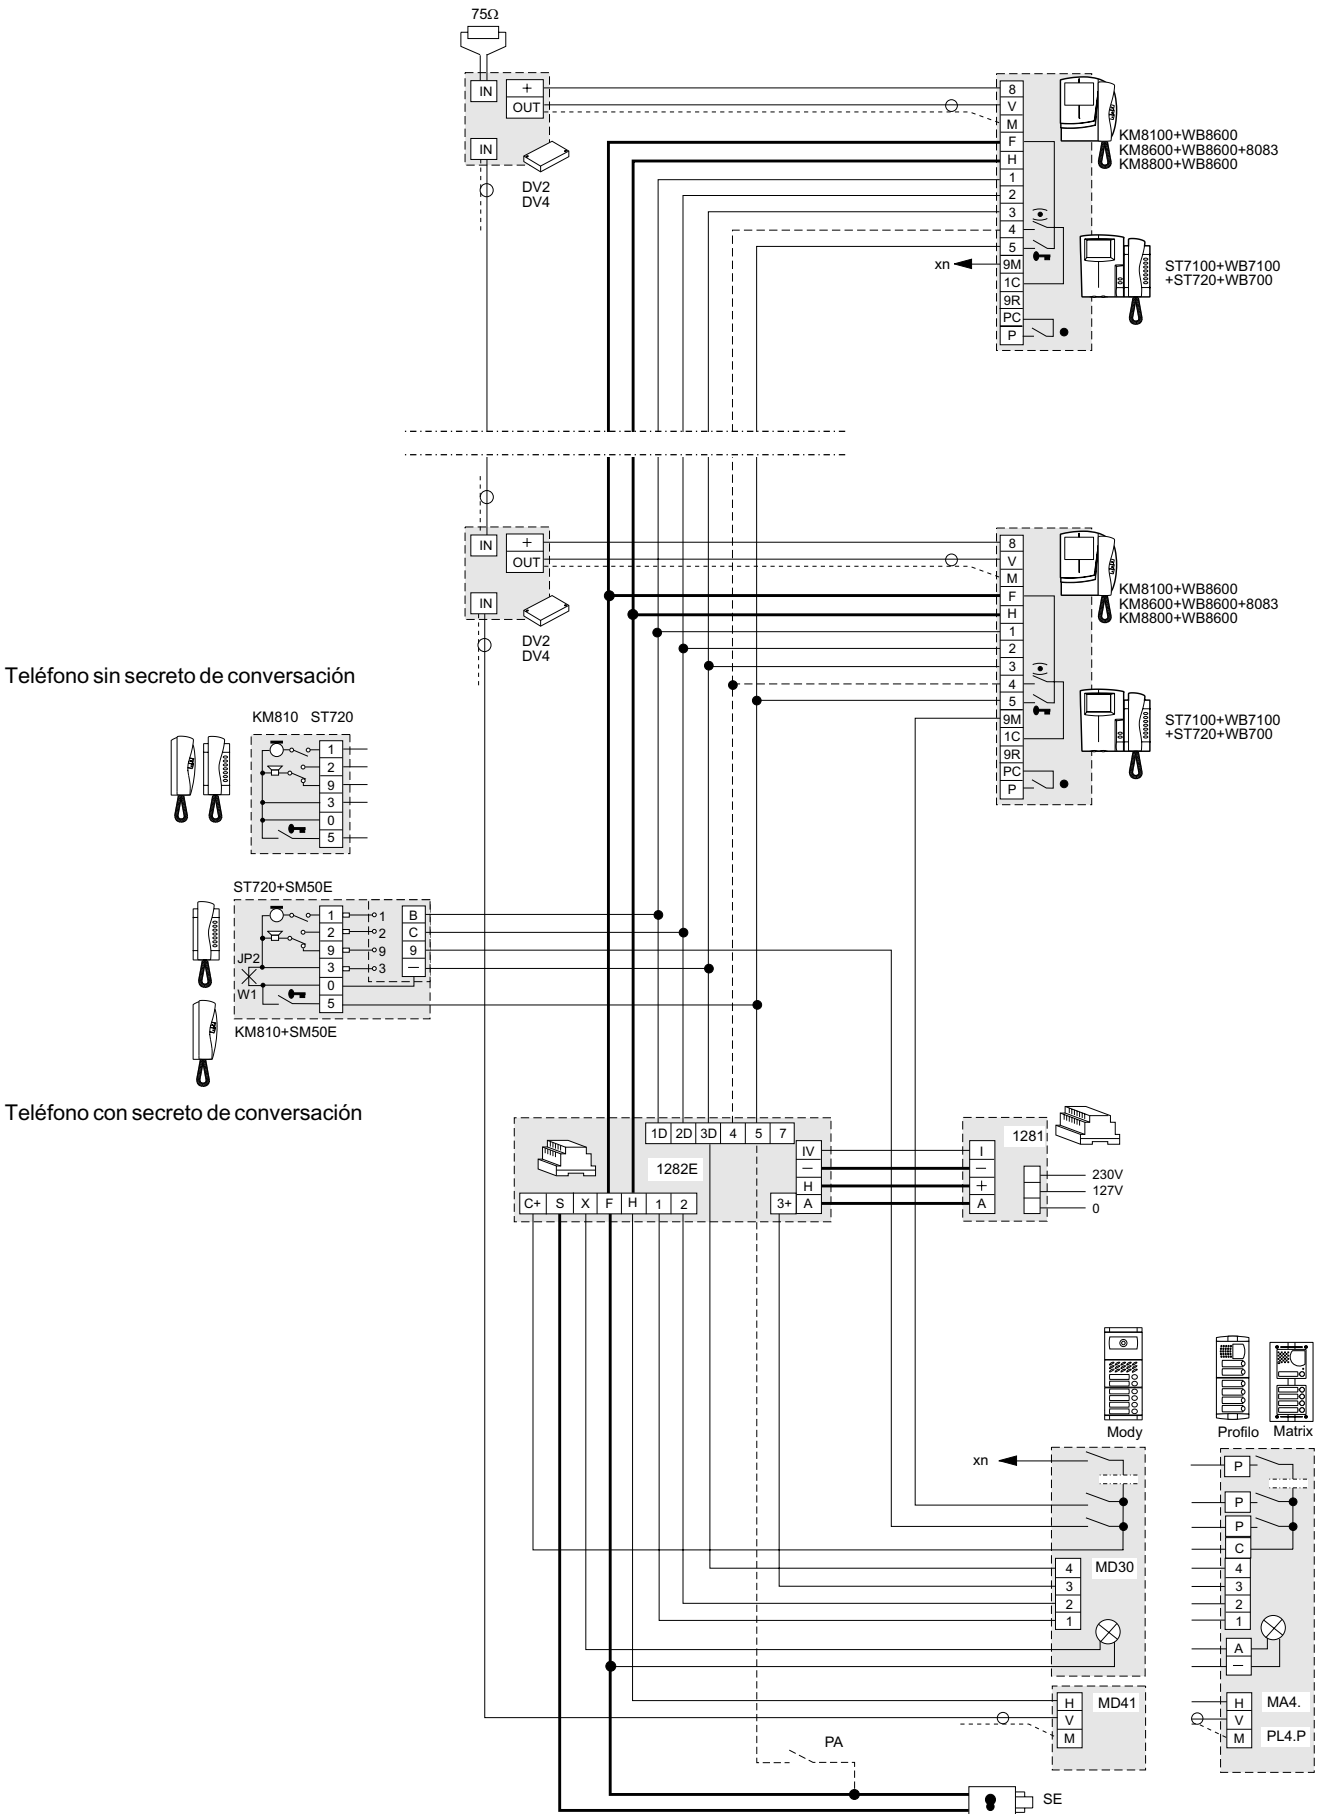 75Ω
IN
+
OUT
IN
DV2
DV4
8
V
M
F
H
1
2
3
4
5
9M
1C
9R
PC
P
xn
KM8100+WB8600
KM8600+WB8600+8083
KM8800+WB8600
ST7100+WB7100
+ST720+WB700
IN
+
OUT
IN
DV2
DV4
8
V
M
F
H
1
2
3
4
5
9M
1C
9R
PC
P
KM8100+WB8600
KM8600+WB8600+8083
KM8800+WB8600
ST7100+WB7100
+ST720+WB700
Teléfono sin secreto de conversación
KM810 ST720
1
2
9
3
0
5
ST720+SM50E
1 1 B
2 2 C
9 9 9
3 3 —
0
5
JP2
W1
KM810+SM50E
Teléfono con secreto de conversación
1D 2D 3D 4 5 7
1282E
IV
—
H
3+ A
C+ S X F H 1 2
1281
I
—
+
A
230V
127V
0
Mody
Profilo Matrix
xn
MD30
4
3
2
1
P
P
P
C
4
3
2
1
A
—
MD41
H
V
M
H
V
M
MA4.
PL4.P
PA
SE